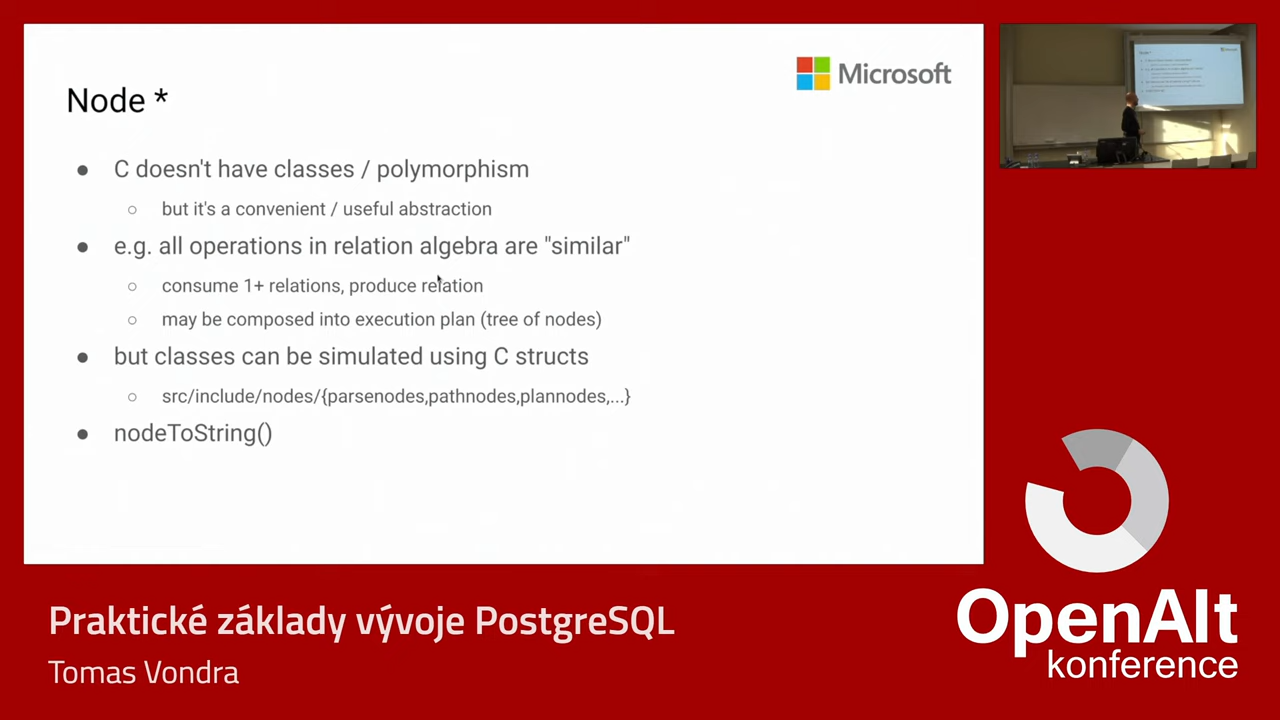 Node *
Microsoft
● C doesn't have classes / polymorphism
○ but it's a convenient / useful abstraction
● e.g. all operations in relation algebra are "similar"
○ consume 1+ relations, produce relation
○ may be composed into execution plan (tree of nodes)
● but classes can be simulated using C structs
○ src/include/nodes/{parsenodes,pathnodes,plannodes,...}
● nodeToString()
Praktické základy vývoje PostgreSQL
Tomas Vondra
OpenAlt
konference